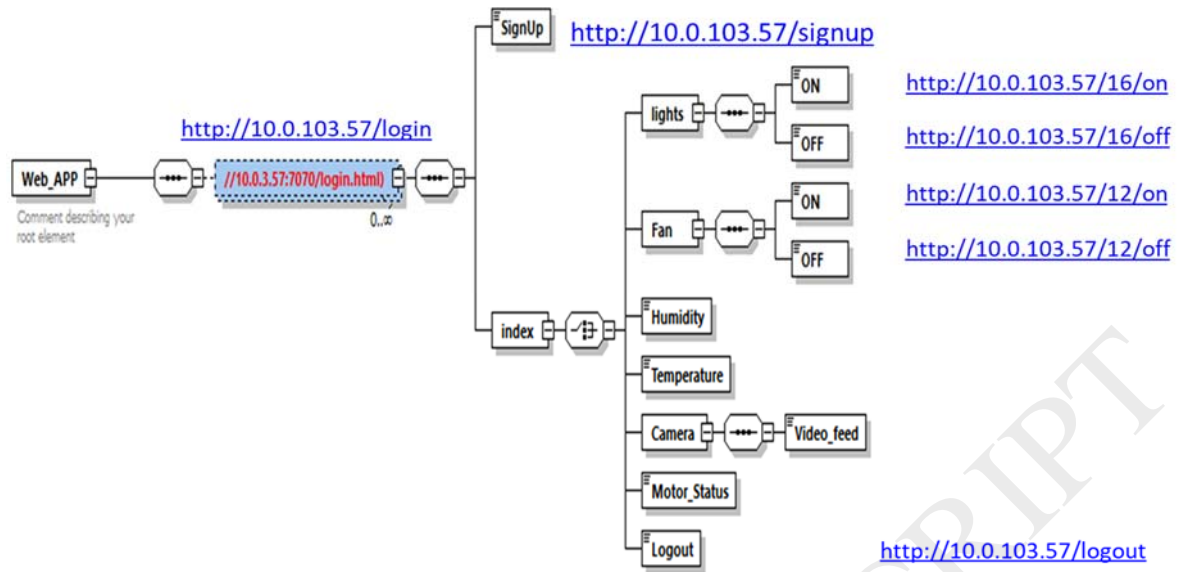 SignUp
http://10.0.103.57/signup
ON
http://10.0.103.57/16/on
lights
OFF
http://10.0.103.57/16/off
http://10.0.103.57/login
Web_APP
//10.0.3.57:7070/login.html)
0..∞
Comment describing your
root element
ON
http://10.0.103.57/12/on
Fan
OFF
http://10.0.103.57/12/off
index
Humidity
Temperature
Camera
Video_feed
Motor_Status
Logout
http://10.0.103.57/logout
CRIPT